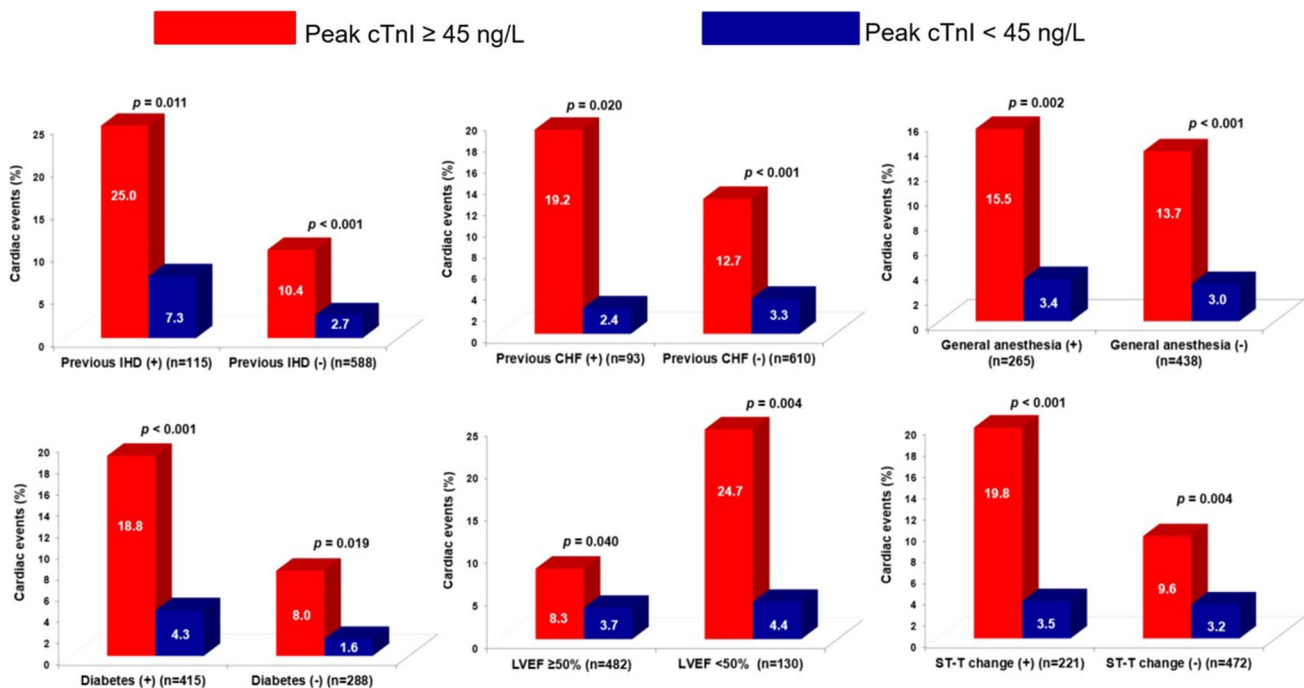 Peak cTnI ≥ 45 ng/L
Peak cTnI < 45 ng/L
p = 0.011
p < 0.001
Cardiac events (%)
25
20
15
10
5
0
25.0
7.3
10.4
2.7
Previous IHD (+) (n=115)
Previous IHD (-) (n=588)
p = 0.020
p < 0.001
Cardiac events (%)
20
18
16
14
12
10
8
6
4
2
0
19.2
2.4
12.7
3.3
Previous CHF (+) (n=93)
Previous CHF (-) (n=610)
p = 0.002
p < 0.001
Cardiac events (%)
16
14
12
10
8
6
4
2
0
15.5
3.4
13.7
3.0
General anesthesia (+)
(n=265)
General anesthesia (-)
(n=438)
p < 0.001
p = 0.019
Cardiac events (%)
20
18
16
14
12
10
8
6
4
2
0
18.8
4.3
8.0
1.6
Diabetes (+) (n=415)
Diabetes (-) (n=288)
p = 0.040
p = 0.004
Cardiac events (%)
25
20
15
10
5
0
8.3
3.7
24.7
4.4
LVEF ≥50% (n=482)
LVEF <50% (n=130)
p < 0.001
p = 0.004
Cardiac events (%)
20
18
16
14
12
10
8
6
4
2
0
19.8
3.5
9.6
3.2
ST-T change (+) (n=221)
ST-T change (-) (n=472)